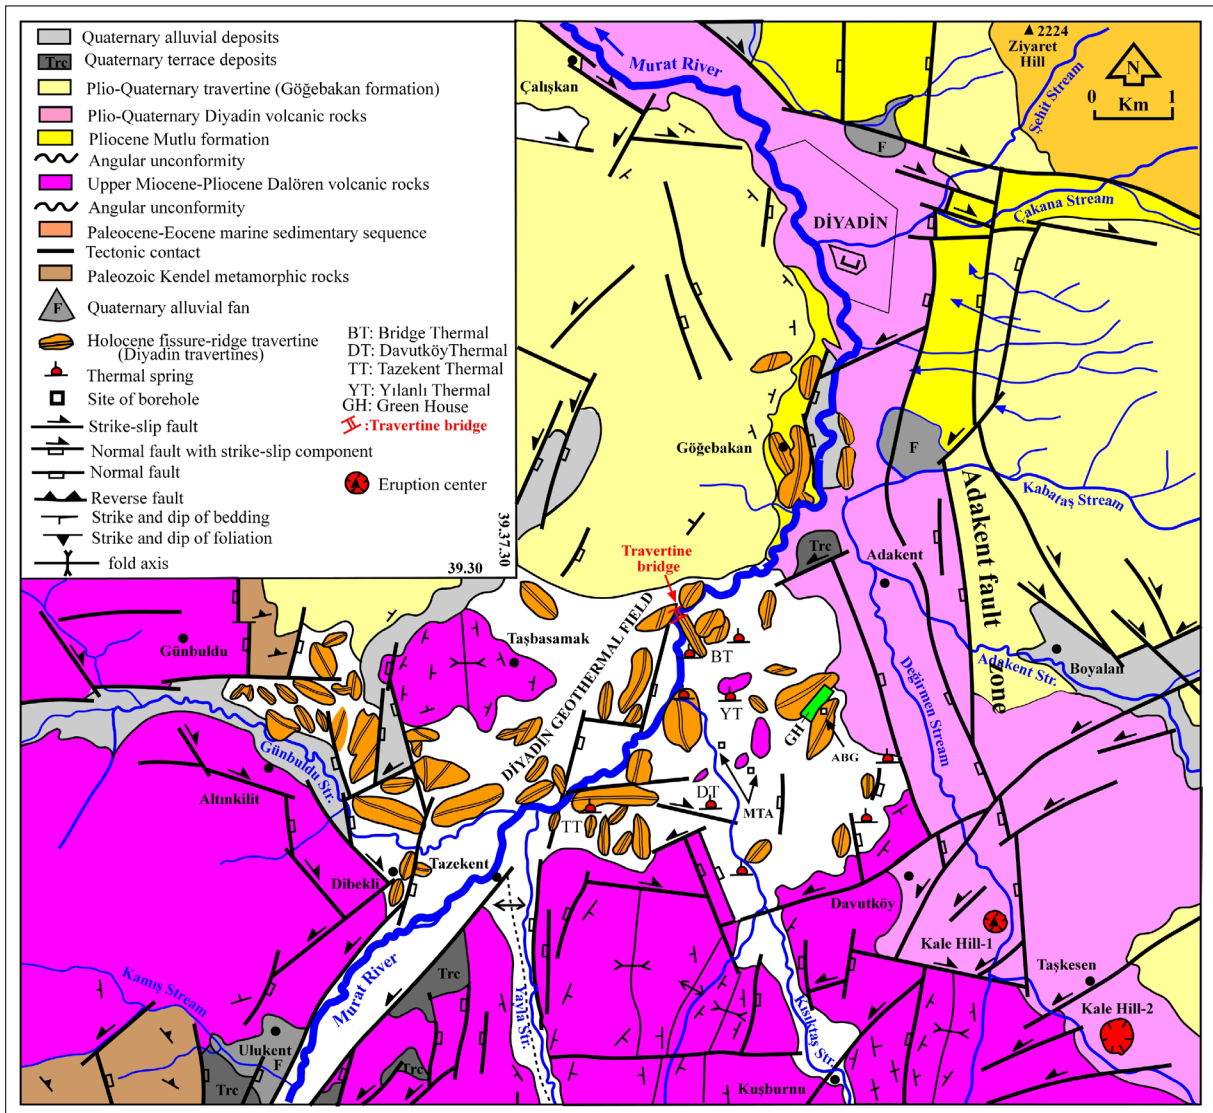 Quaternary alluvial deposits
Trc
Quaternary terrace deposits
Plio-Quaternary travertine (Göğebakan formation)
Plio-Quaternary Diyadin volcanic rocks
Pliocene Mutlu formation
Angular unconformity
Upper Miocene-Pliocene Dalören volcanic rocks
Angular unconformity
Paleocene-Eocene marine sedimentary sequence
Tectonic contact
Paleozoic Kendel metamorphic rocks
F
Quaternary alluvial fan
Holocene fissure-ridge travertine
(Diyadin travertines)
Thermal spring
Site of borehole
Strike-slip fault
Normal fault with strike-slip component
Normal fault
Reverse fault
Strike and dip of bedding
Strike and dip of foliation
fold axis
BT: Bridge Thermal
DT: DavutköyThermal
TT: Tazekent Thermal
YT: Yılanlı Thermal
GH: Green House
:Travertine bridge
Eruption center
39.37.30
39.30
Murat River
Çalışkan
2224
Ziyaret
Hill
N
0
Km
1
Şehit Stream
F
DİYADİN
Çakana Stream
Göğebakan
F
Kabataş Stream
Adakent fault zone
Trc
Adakent
Travertine
bridge
DİYADİN GEOTHERMAL FIELD
Günbuldu
Taşbasamak
BT
Değirmen Stream
Adakent Str.
Boyalan
YT
GH
ABG
Günbuldu Str.
Altınkilit
DT
MTA
TT
Tazekent
Dibekli
Davutköy
Kale Hill-1
Taşkesen
Kale Hill-2
Kamış Stream
Murat River
Trc
Yayla Str.
Kısıktaş Str.
Ulukent
F
Trc
Trc
Kuşburnu